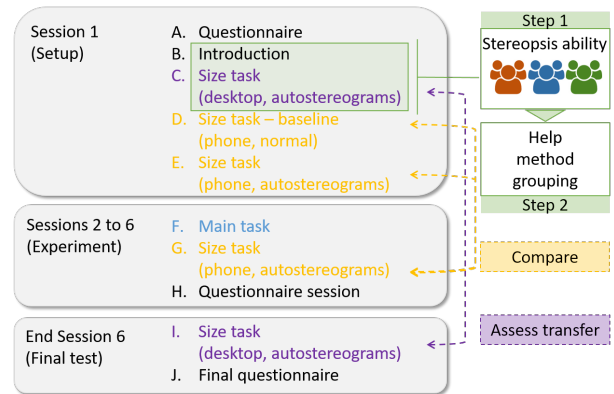 Session 1
(Setup)
A. Questionnaire
B. Introduction
C. Size task
(desktop, autostereograms)
D. Size task – baseline
(phone, normal)
E. Size task
(phone, autostereograms)
Step 1
Stereopsis ability
Help
method
grouping
Step 2
Sessions 2 to 6
(Experiment)
F. Main task
G. Size task
(phone, autostereograms)
H. Questionnaire session
Compare
End Session 6
(Final test)
I. Size task
(desktop, autostereograms)
J. Final questionnaire
Assess transfer